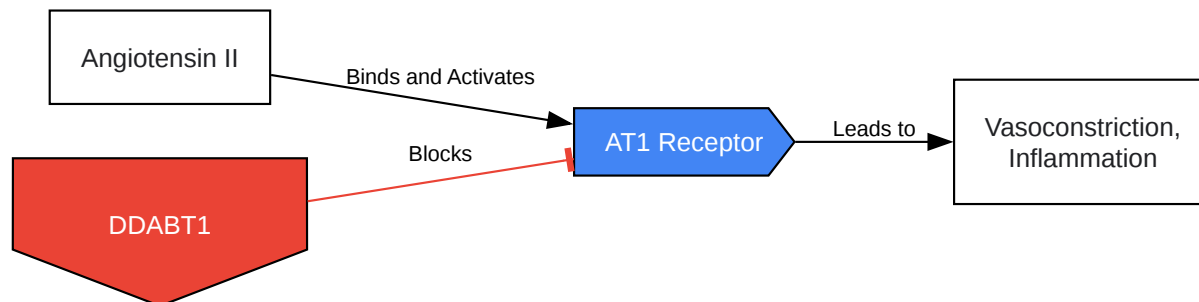 Angiotensin II
Binds and Activates
Blocks
DDABT1
AT1 Receptor
Leads to
Vasoconstriction,
Inflammation